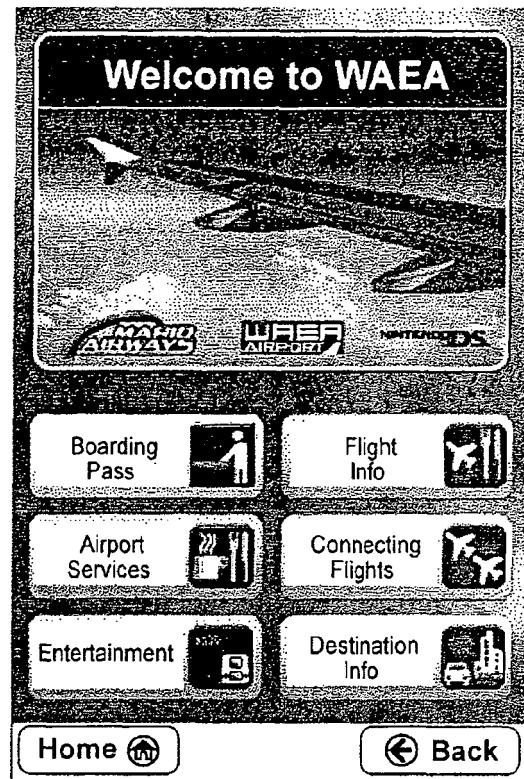 Welcome to WAEA
MARIO
AIRWAYS
WAEA
AIRPORT
NINTENDO DS
Boarding
Pass
Flight
Info
Airport
Services
Connecting
Flights
Entertainment
Destination
Info
Home
Back